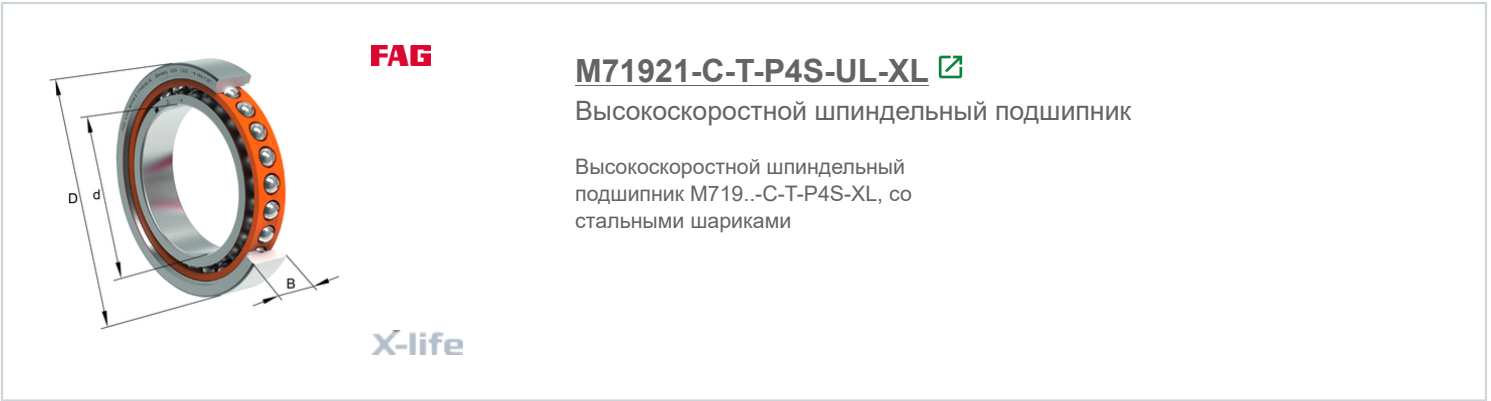 FAG
M71921-C-T-P4S-UL-XL
Высокоскоростной шпиндельный подшипник
Высокоскоростной шпиндельный
подшипник M719..-C-T-P4S-XL, со
стальными шариками
D
d
B
X-life